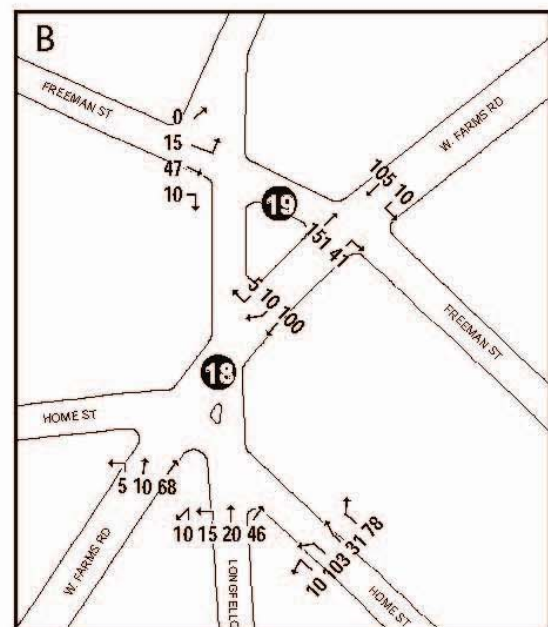 B
FREEMAN ST
W. FARMS RD
0
15
47
10
105 10
19
151 41
5 10 100
FREEMAN ST
18
HOME ST
5 10 68
10 15 20 46
10 103 31 78
W. FARMS RD
LONGFELLO
HOME ST